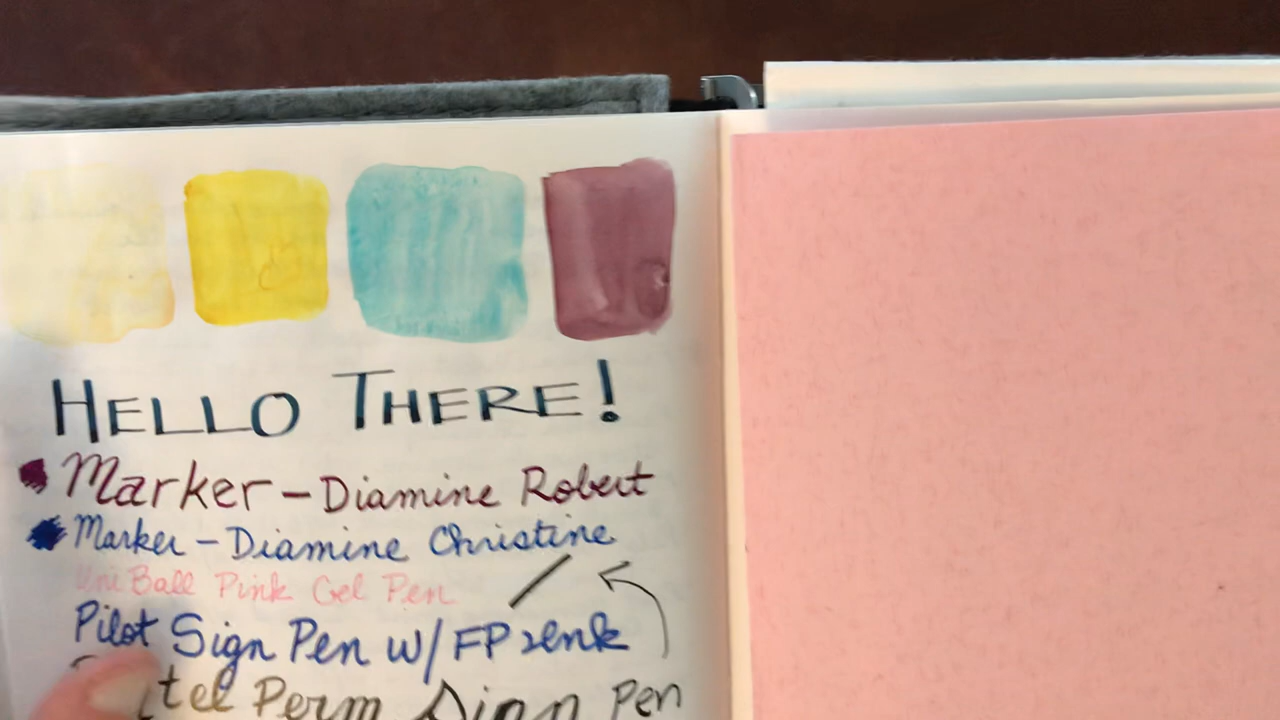 HELLO THERE!
Marker - Diamine Robert
Marker - Diamine Christine
Uni Ball Pink Gel Pen
Pilot Sign Pen w/ FP ink
Perm Sign Pen